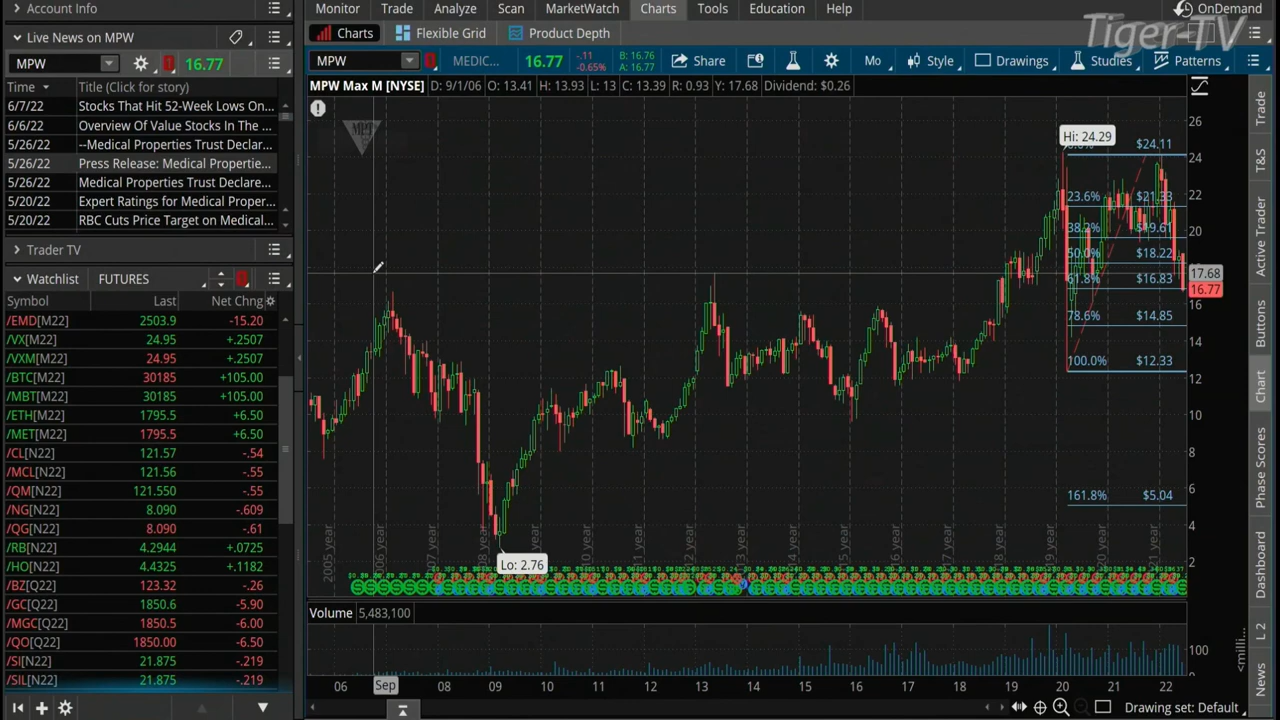 Account Info
Monitor Trade Analyze Scan MarketWatch Charts Tools Education Help
OnDemand
Tiger-TV
Live News on MPW
Charts Flexible Grid Product Depth
MPW 16.77
MPW MEDIC... 16.77 -.11 -0.65% B: 16.76 A: 16.77 Share Mo Style Drawings Studies Patterns
Time Title (Click for story)
MPW Max M [NYSE] D: 9/1/06 O: 13.41 H: 13.93 L: 13 C: 13.39 R: 0.93 Y: 17.68 Dividend: $0.26
6/7/22 Stocks That Hit 52-Week Lows On...
6/6/22 Overview Of Value Stocks In The ...
5/26/22 --Medical Properties Trust Declare...
5/26/22 Press Release: Medical Propertie...
5/26/22 Medical Properties Trust Declare...
5/20/22 Expert Ratings for Medical Proper...
5/20/22 RBC Cuts Price Target on Medical...
Trader TV
Watchlist FUTURES
Symbol Last Net Chng
/EMD[M22] 2503.9 -15.20
/VX[M22] 24.95 +.2507
/VXM[M22] 24.95 +.2507
/BTC[M22] 30185 +105.00
/MBT[M22] 30185 +105.00
/ETH[M22] 1795.5 +6.50
/MET[M22] 1795.5 +6.50
/CL[N22] 121.57 -.54
/MCL[N22] 121.56 -.55
/QM[N22] 121.550 -.55
/NG[N22] 8.090 -.609
/QG[N22] 8.090 -.61
/RB[N22] 4.2944 +.0725
/HO[N22] 4.4325 +.1182
/BZ[Q22] 123.32 -.26
/GC[Q22] 1850.6 -5.90
/MGC[Q22] 1850.5 -6.00
/QO[Q22] 1850.00 -6.50
/SI[N22] 21.875 -.219
/SIL[N22] 21.875 -.219
Hi: 24.29
$24.11
23.6% $21.33
38.2% $19.61
50.0% $18.22
61.8% $16.83
78.6% $14.85
100.0% $12.33
161.8% $5.04
Lo: 2.76
26
24
22
20
17.68
16.77
16
14
12
10
8
6
4
2
2005 year
Volume 5,483,100
100
<milli...
06 Sep 08 09 10 11 12 13 14 15 16 17 18 19 20 21 22
Drawing set: Default
Trade
T&S
Active Trader
Buttons
Chart
Phase Scores
Dashboard
L 2
News